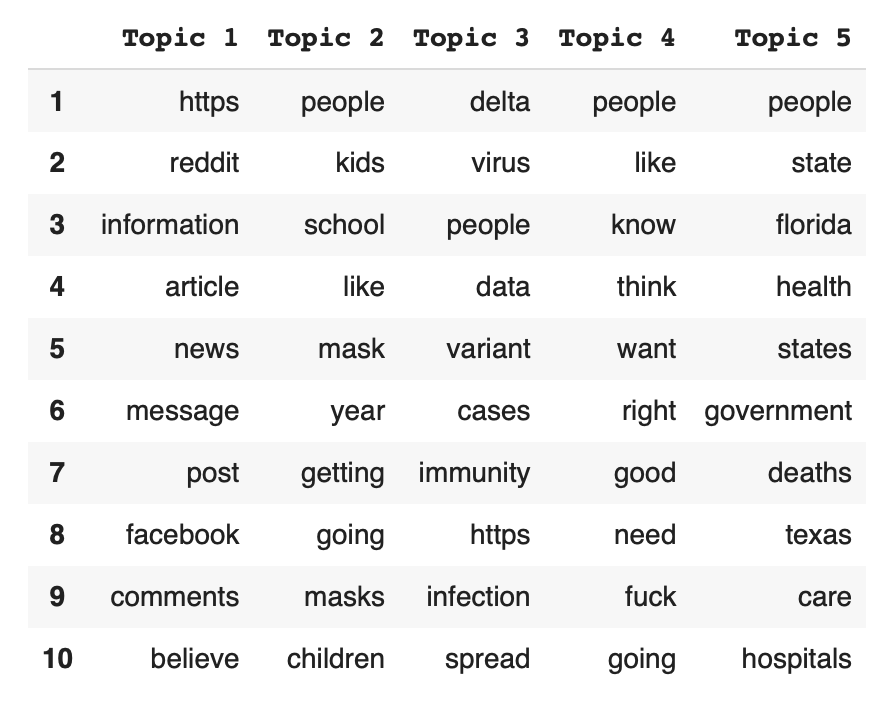 Topic 1 Topic 2 Topic 3 Topic 4 Topic 5
1 https people delta people people
2 reddit kids virus like state
3 information school people know florida
4 article like data think health
5 news mask variant want states
6 message year cases right government
7 post getting immunity good deaths
8 facebook going https need texas
9 comments masks infection fuck care
10 believe children spread going hospitals